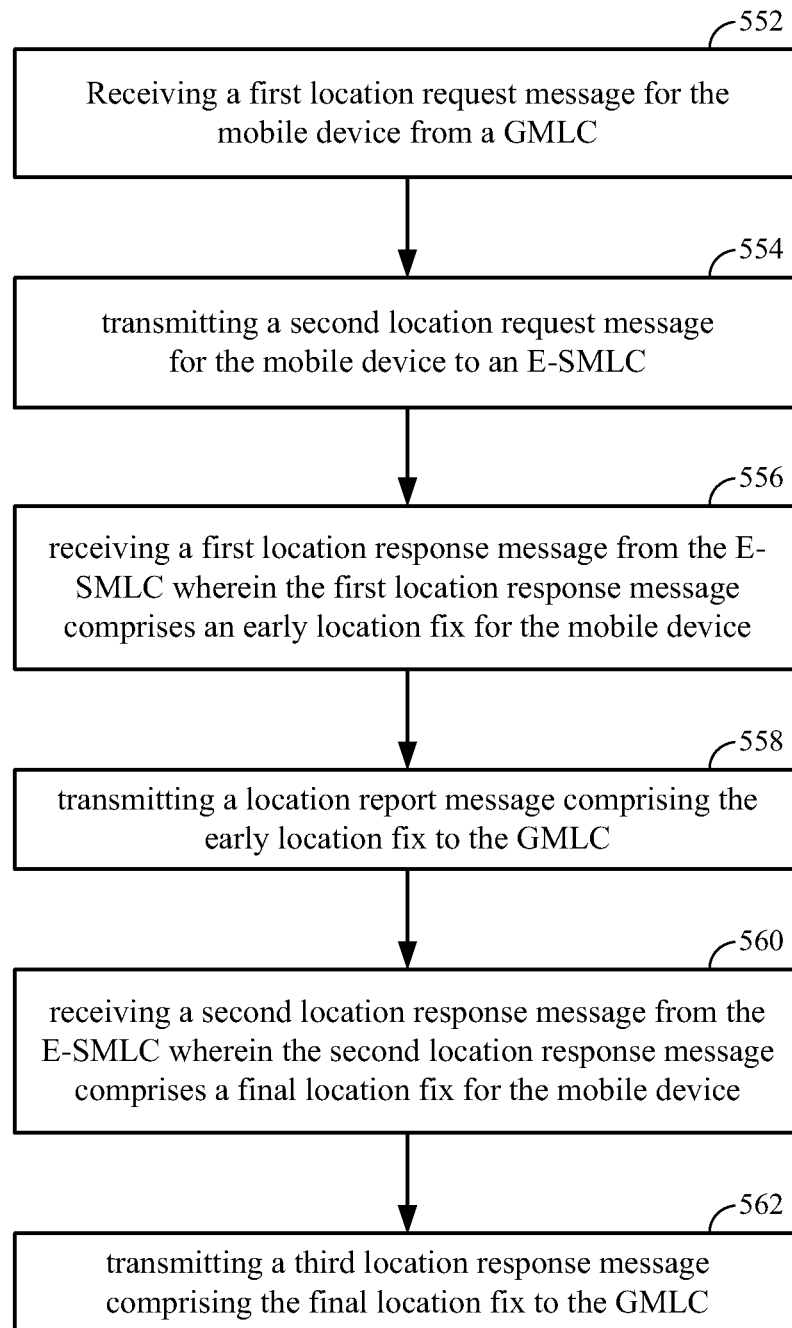 552
Receiving a first location request message for the
mobile device from a GMLC
554
transmitting a second location request message
for the mobile device to an E-SMLC
556
receiving a first location response message from the E-
SMLC wherein the first location response message
comprises an early location fix for the mobile device
558
transmitting a location report message comprising the
early location fix to the GMLC
560
receiving a second location response message from the
E-SMLC wherein the second location response message
comprises a final location fix for the mobile device
562
transmitting a third location response message
comprising the final location fix to the GMLC